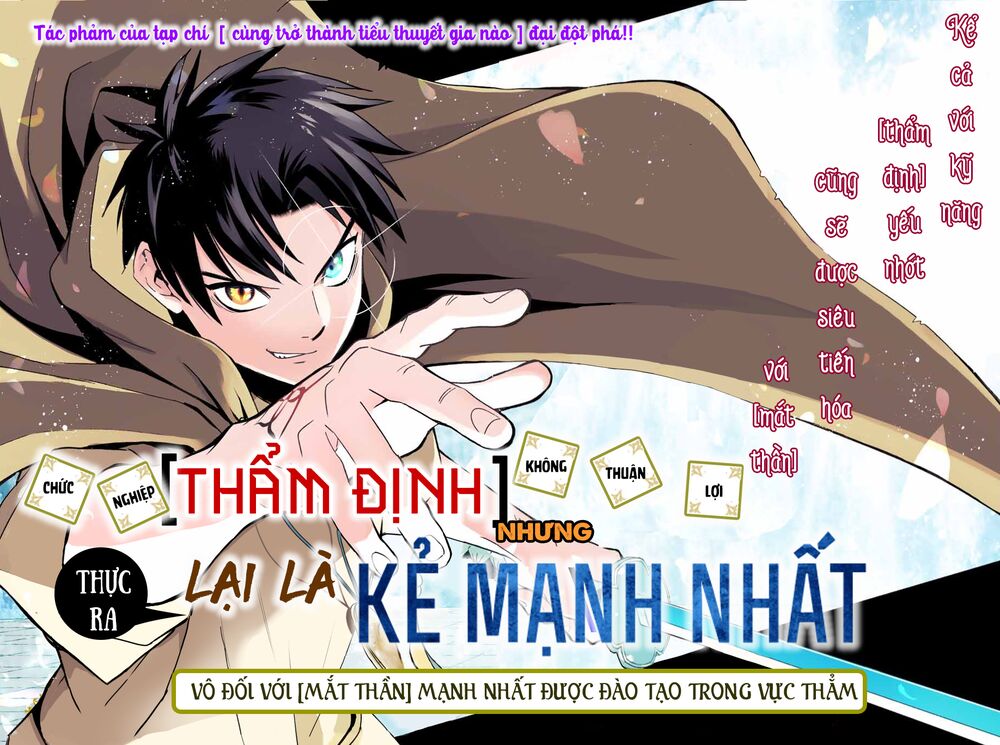 Tác phẩm của tạp chí [ cùng trở thành tiểu thuyết gia nào ] đại đột phá!!
Kể cả với kỹ năng
[thẩm định] yếu nhớt
cũng sẽ được siêu tiến hóa
với [mắt thần]
CHỨC NGHIỆP [THẨM ĐỊNH] KHÔNG THUẬN LỢI
NHƯNG
THỰC RA
LẠI LÀ KẺ MẠNH NHẤT
VÔ ĐỐI VỚI [MẮT THẦN] MẠNH NHẤT ĐƯỢC ĐÀO TẠO TRONG VỰC THẲM